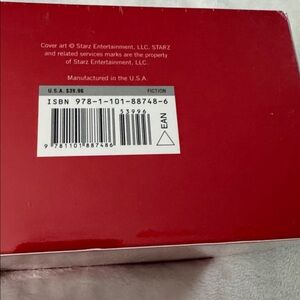 Cover art © Starz Entertainment, LLC. STARZ
and related services marks are the property
of Starz Entertainment, LLC.
Manufactured in the U.S.A.
U.S.A. $39.96 FICTION
ISBN 978-1-101-88748-6
53996
EAN
9 781101 887486